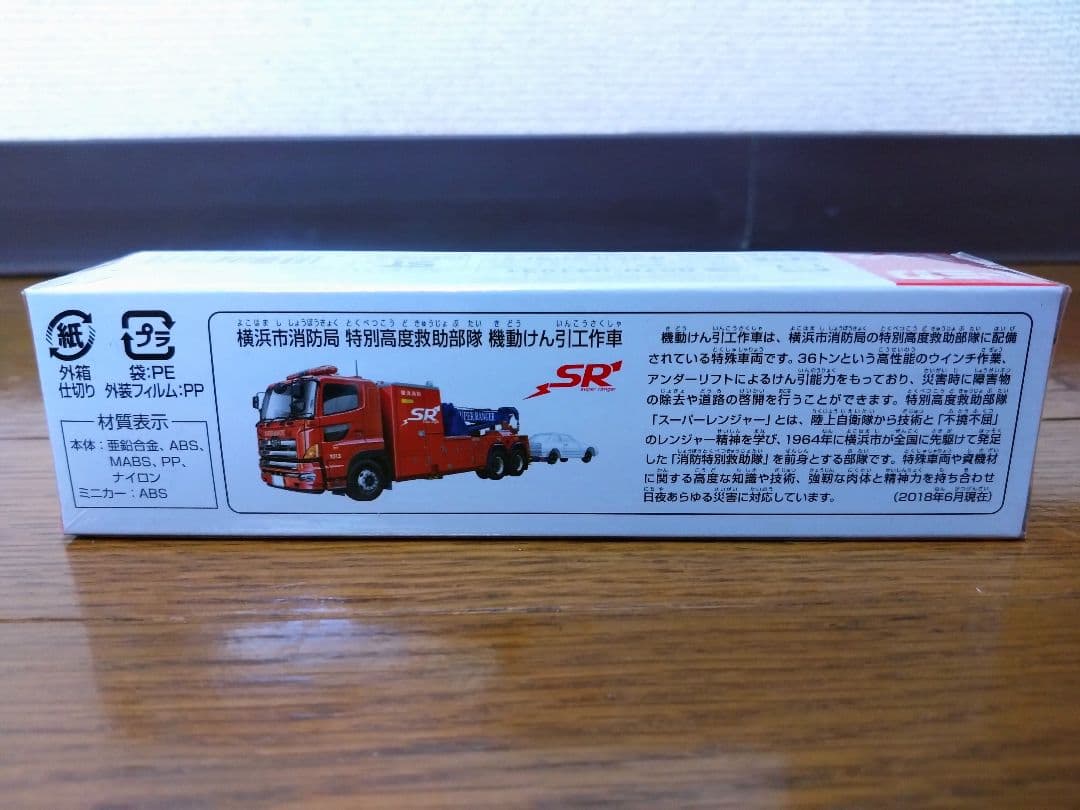 紙
プラ
外箱
仕切り
袋:PE
外装フィルム:PP
材質表示
本体:亜鉛合金、ABS、
MABS、PP、
ナイロン
ミニカー:ABS
横浜市消防局 特別高度救助部隊 機動けん引工作車
SR
super ranger
SR
SUPER RANGER
機動けん引工作車は、横浜市消防局の特別高度救助部隊に配備
されている特殊車両です。36トンという高性能のウインチ作業、
アンダーリフトによるけん引能力をもっており、災害時に障害物
の除去や道路の啓開を行うことができます。特別高度救助部隊
「スーパーレンジャー」とは、陸上自衛隊から技術と「不撓不屈」
のレンジャー精神を学び、1964年に横浜市が全国に先駆けて発足
した「消防特別救助隊」を前身とする部隊です。特殊車両や資機材
に関する高度な知識や技術、強靭な肉体と精神力を持ち合わせ
日夜あらゆる災害に対応しています。 (2018年6月現在)